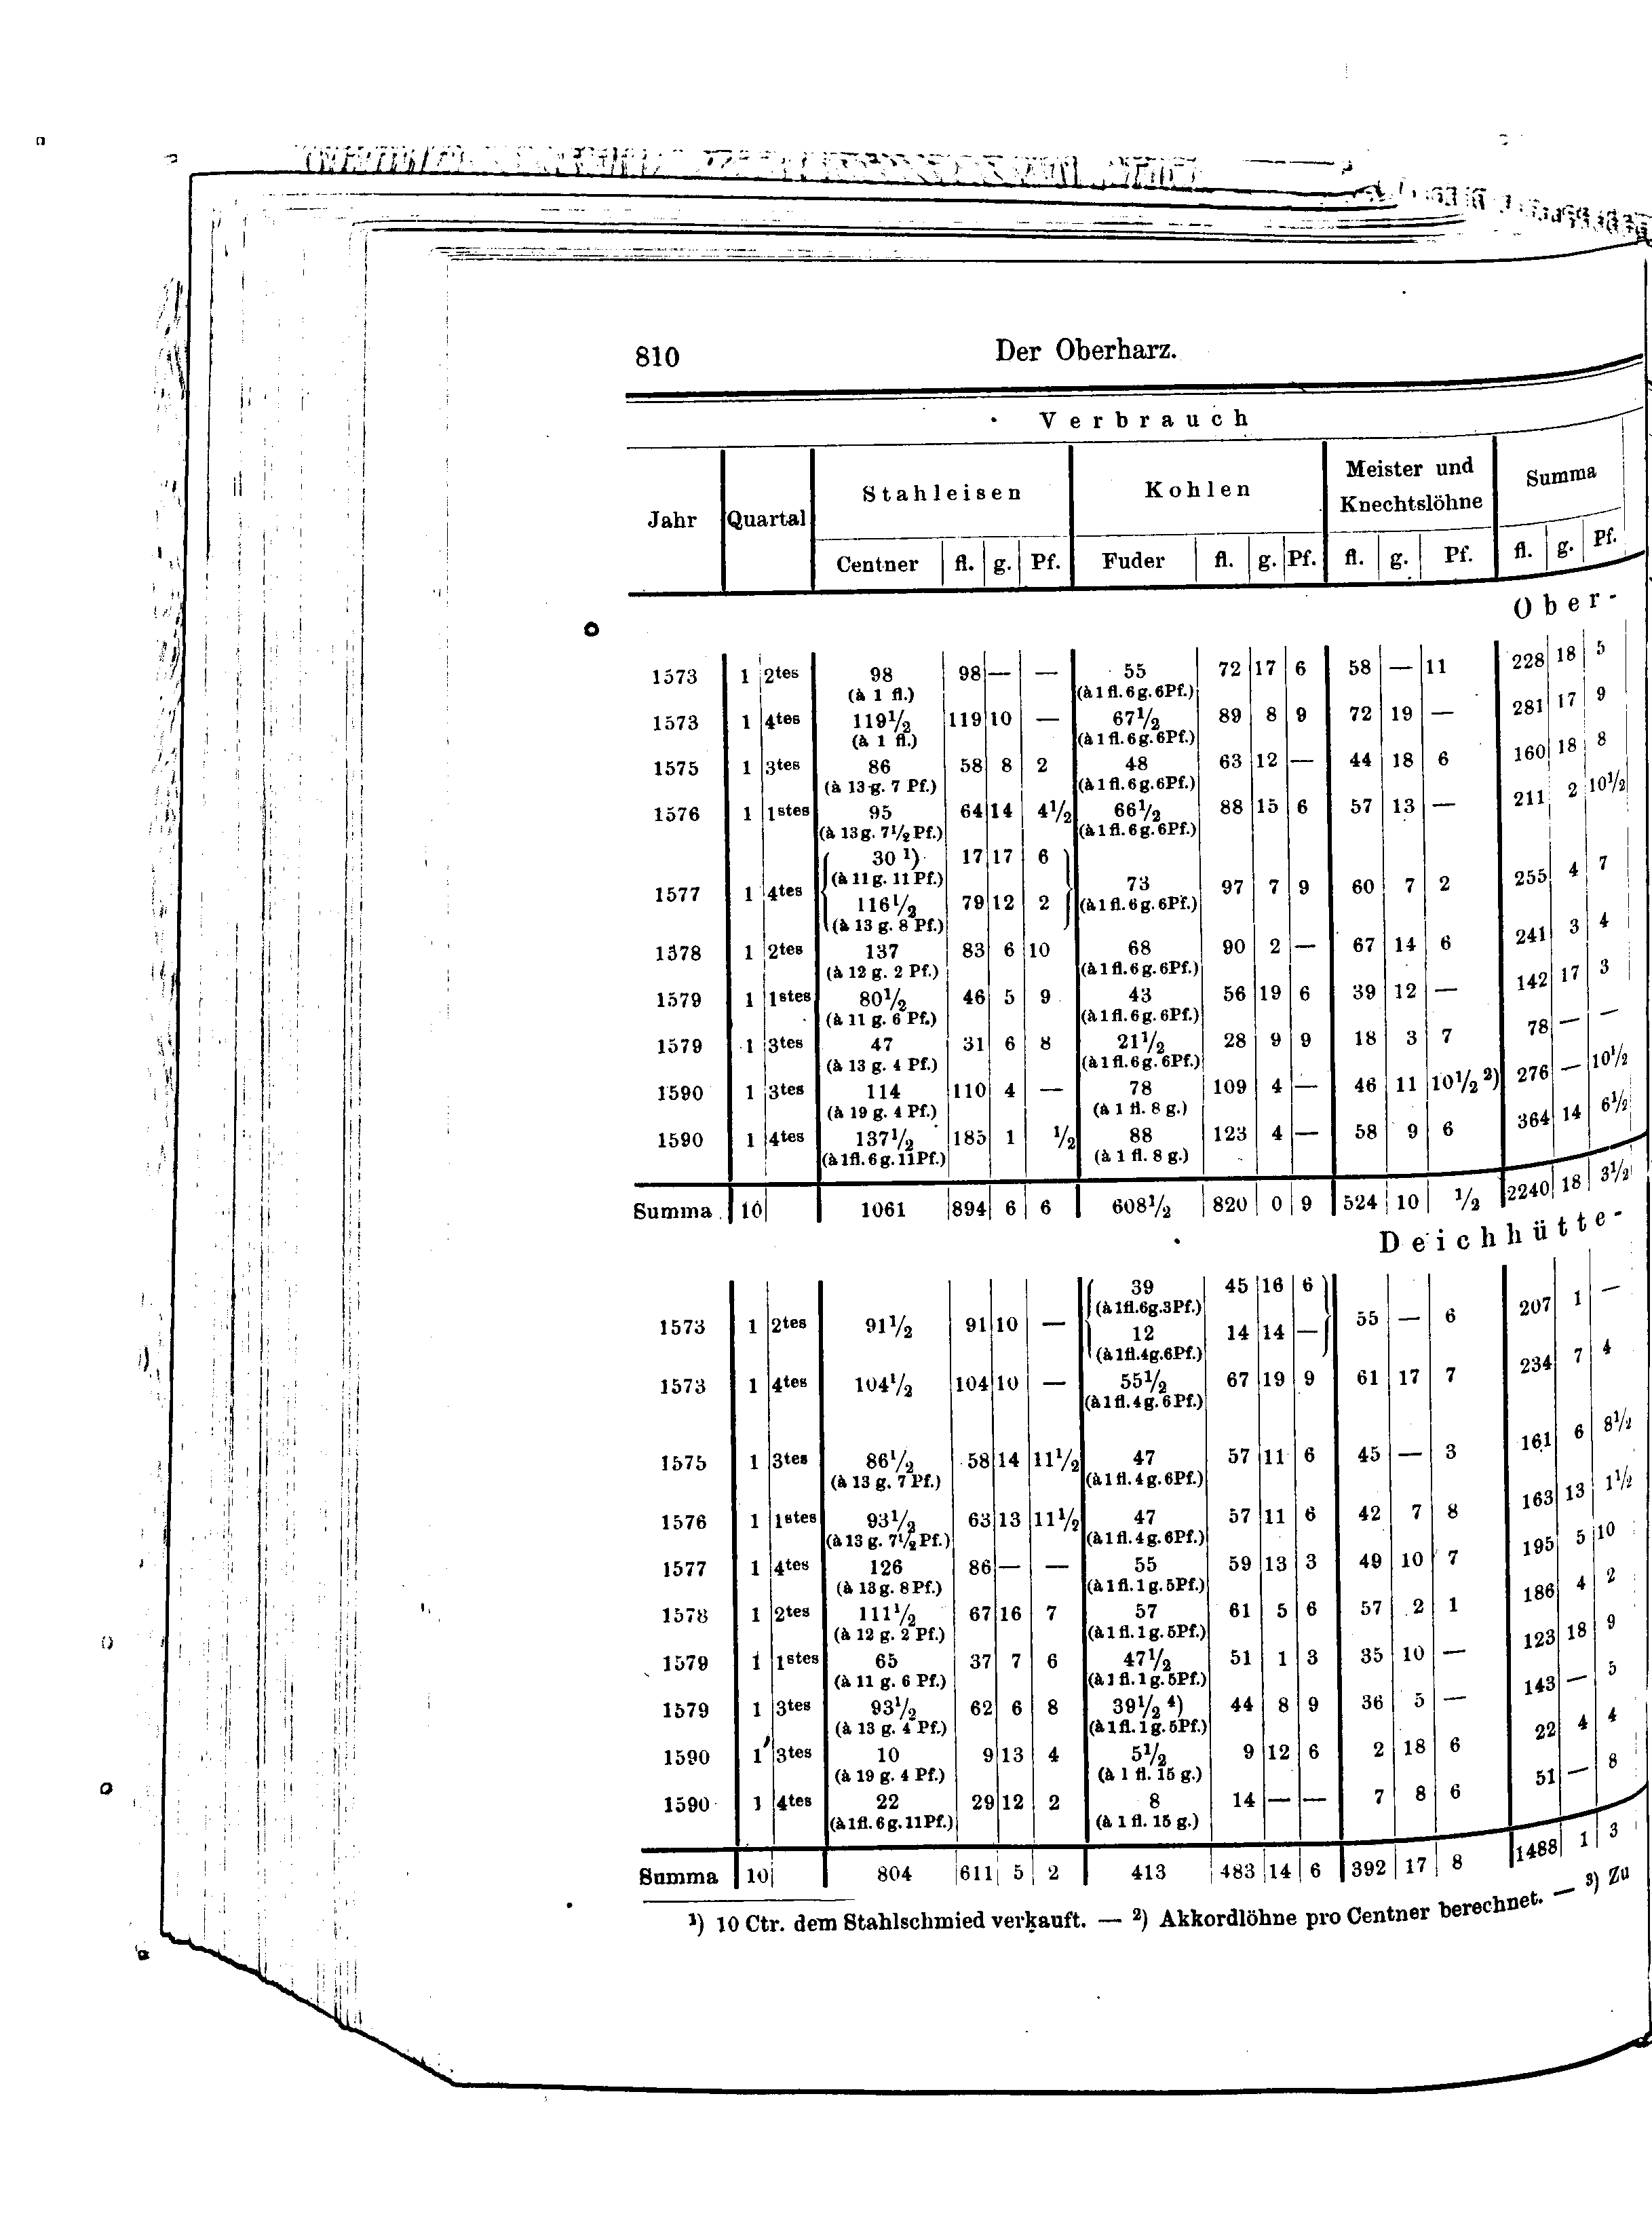 810 Der Oberharz.
Verbrauch
Jahr Quartal Stahleisen Kohlen Meister und Knechtslöhne Summa
Centner fl. g. Pf. Fuder fl. g. Pf. fl. g. Pf. fl. g. Pf.
Ober-
1573 1 2tes 98 98 — — 55 72 17 6 58 — 11 228 18 5
(à 1 fl.) (à 1 fl. 6 g. 6 Pf.)
1573 1 4tes 119 1/2 119 10 — 67 1/2 89 8 9 72 19 — 281 17 9
(à 1 fl.) (à 1 fl. 6 g. 6 Pf.)
1575 1 3tes 86 58 8 2 48 63 12 — 44 18 6 160 18 8
(à 13 g. 7 Pf.) (à 1 fl. 6 g. 6 Pf.)
1576 1 1stes 95 64 14 4 1/2 66 1/2 88 15 6 57 13 — 211 2 10 1/2
(à 13 g. 7 1/2 Pf.) (à 1 fl. 6 g. 6 Pf.)
30 ¹) 17 17 6
(à 11 g. 11 Pf.)
1577 1 4tes 73 97 7 9 60 7 2 255 4 7
116 1/2 79 12 2 (à 1 fl. 6 g. 6 Pf.)
(à 13 g. 8 Pf.)
1578 1 2tes 137 83 6 10 68 90 2 — 67 14 6 241 3 4
(à 12 g. 2 Pf.) (à 1 fl. 6 g. 6 Pf.)
1579 1 1stes 80 1/2 46 5 9 43 56 19 6 39 12 — 142 17 3
(à 11 g. 6 Pf.) (à 1 fl. 6 g. 6 Pf.)
1579 1 3tes 47 31 6 8 21 1/2 28 9 9 18 3 7 78 — —
(à 13 g. 4 Pf.) (à 1 fl. 6 g. 6 Pf.)
1590 1 3tes 114 110 4 — 78 109 4 — 46 11 10 1/2 ²) 276 — 10 1/2
(à 19 g. 4 Pf.) (à 1 fl. 8 g.)
1590 1 4tes 137 1/2 185 1 1/2 88 123 4 — 58 9 6 364 14 6 1/2
(à 1 fl. 6 g. 11 Pf.) (à 1 fl. 8 g.)
Summa 10 1061 894 6 6 608 1/2 820 0 9 524 10 1/2 2240 18 3 1/2
Deichhütte-
39 45 16 6
(à 1 fl. 6 g. 3 Pf.)
1573 1 2tes 91 1/2 91 10 — 55 — 6 207 1 —
12 14 14 —
(à 1 fl. 4 g. 6 Pf.)
1573 1 4tes 104 1/2 104 10 — 55 1/2 67 19 9 61 17 7 234 7 4
(à 1 fl. 4 g. 6 Pf.)
1575 1 3tes 86 1/2 58 14 11 1/2 47 57 11 6 45 — 3 161 6 8 1/2
(à 13 g. 7 Pf.) (à 1 fl. 4 g. 6 Pf.)
1576 1 1stes 93 1/2 63 13 11 1/2 47 57 11 6 42 7 8 163 13 1 1/2
(à 13 g. 7 1/2 Pf.) (à 1 fl. 4 g. 6 Pf.)
1577 1 4tes 126 86 — — 55 59 13 3 49 10 7 195 5 10
(à 13 g. 8 Pf.) (à 1 fl. 1 g. 5 Pf.)
1578 1 2tes 111 1/2 67 16 7 57 61 5 6 57 2 1 186 4 2
(à 12 g. 2 Pf.) (à 1 fl. 1 g. 5 Pf.)
1579 1 1stes 65 37 7 6 47 1/2 51 1 3 35 10 — 123 18 9
(à 11 g. 6 Pf.) (à 1 fl. 1 g. 5 Pf.)
1579 1 3tes 93 1/2 62 6 8 39 1/2 ⁴) 44 8 9 36 5 — 143 — 5
(à 13 g. 4 Pf.) (à 1 fl. 1 g. 5 Pf.)
1590 1 3tes 10 9 13 4 5 1/2 9 12 6 2 18 6 22 4 4
(à 19 g. 4 Pf.) (à 1 fl. 15 g.)
1590 1 4tes 22 29 12 2 8 14 — — 7 8 6 51 — 8
(à 1 fl. 6 g. 11 Pf.) (à 1 fl. 15 g.)
Summa 10 804 611 5 2 413 483 14 6 392 17 8 1488 1 3
¹) 10 Ctr. dem Stahlschmied verkauft. — ²) Akkordlöhne pro Centner berechnet. — ³) Zu